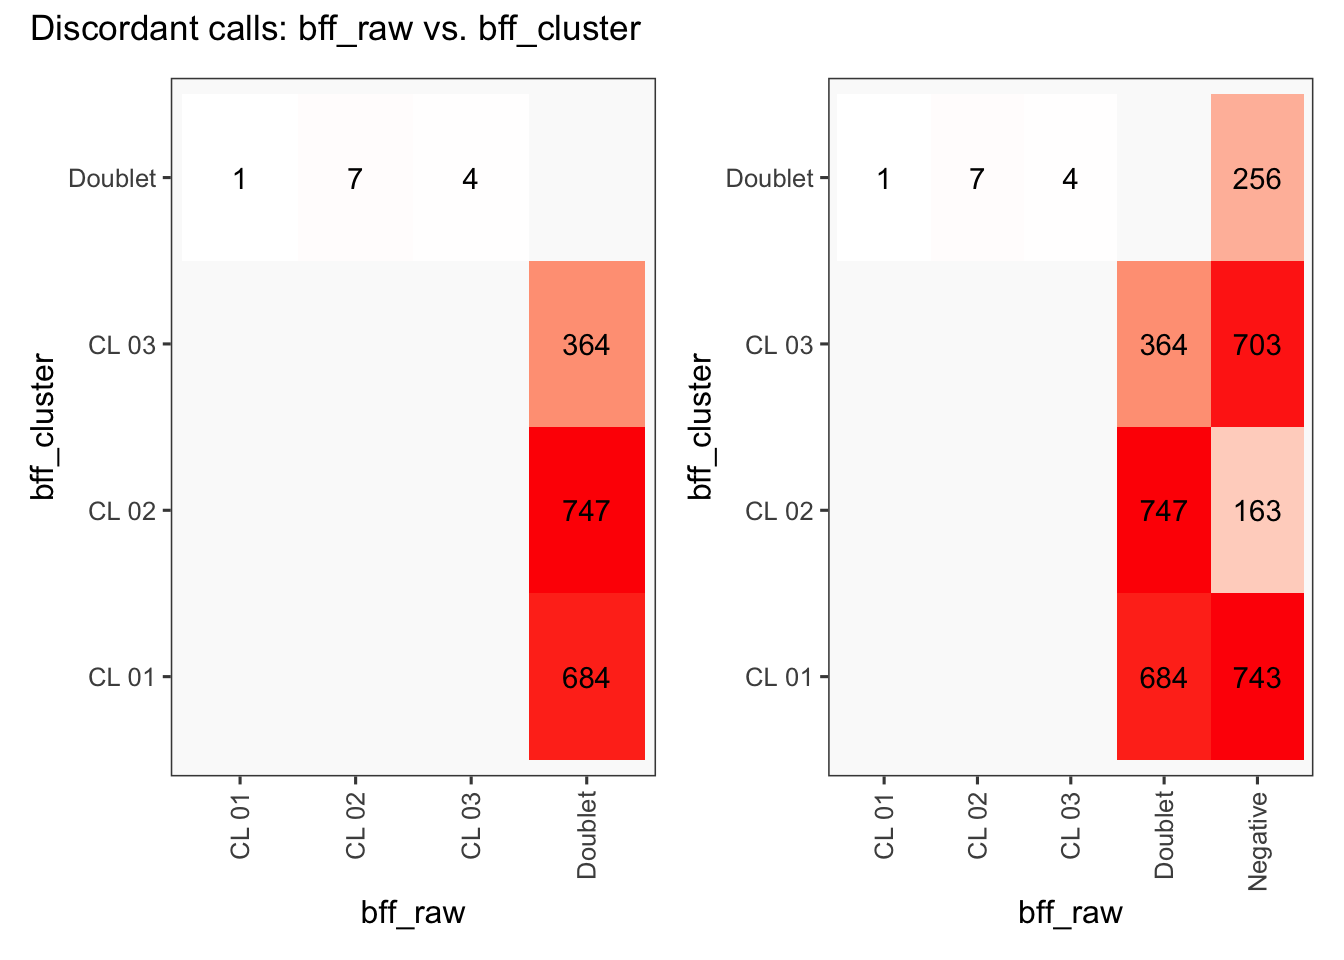 Discordant calls: bff_raw vs. bff_cluster
bff_cluster
Doublet
CL 03
CL 02
CL 01
1 7 4
364
747
684
CL 01
CL 02
CL 03
Doublet
bff_raw
bff_cluster
Doublet
CL 03
CL 02
CL 01
1 7 4 256
364 703
747 163
684 743
CL 01
CL 02
CL 03
Doublet
Negative
bff_raw